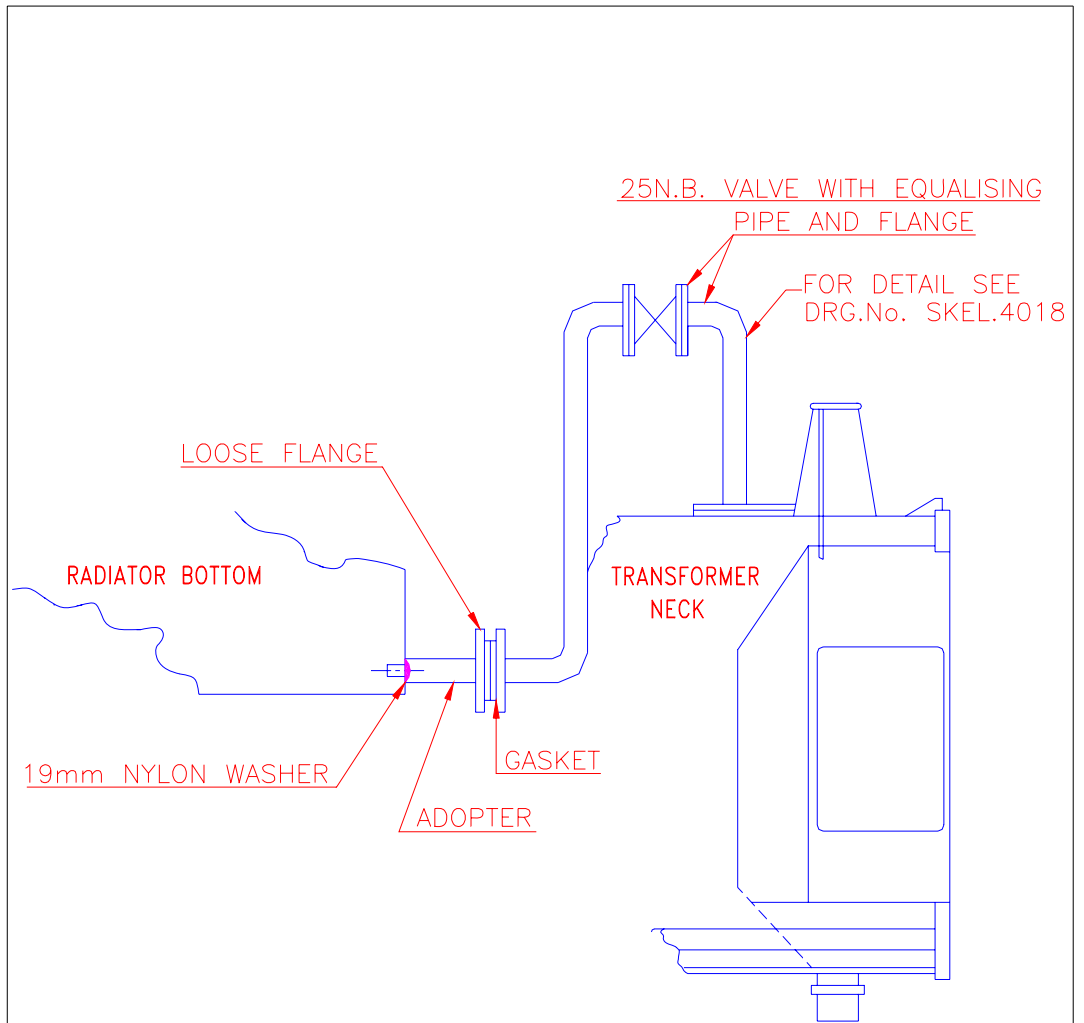 25N.B. VALVE WITH EQUALISING
PIPE AND FLANGE
FOR DETAIL SEE
DRG.No. SKEL.4018
LOOSE FLANGE
RADIATOR BOTTOM
TRANSFORMER
NECK
19mm NYLON WASHER
GASKET
ADOPTER